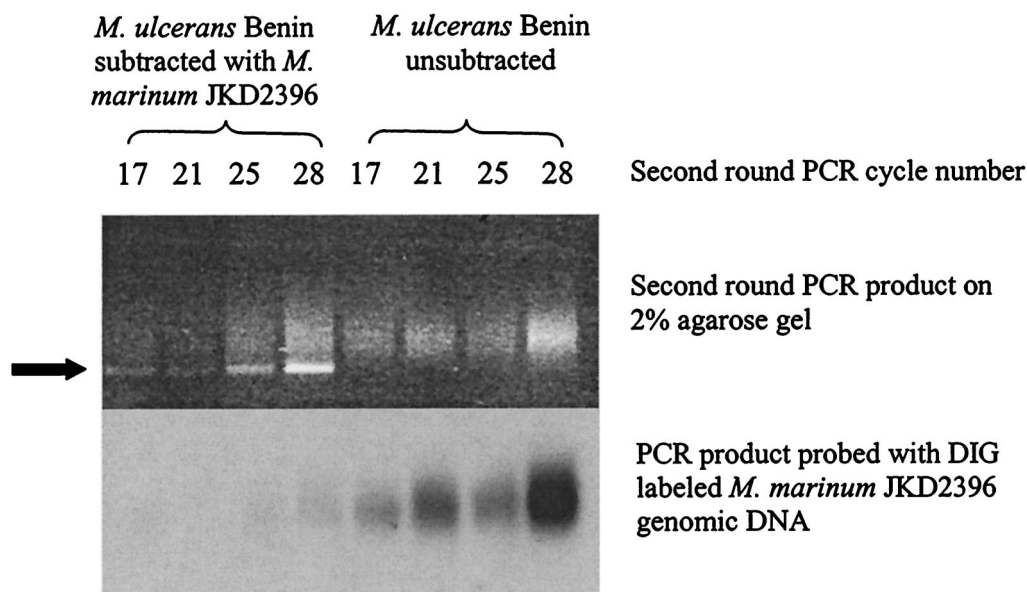 M. ulcerans Benin
subtracted with M.
marinum JKD2396
M. ulcerans Benin
unsubtracted
17 21 25 28 17 21 25 28
Second round PCR cycle number
Second round PCR product on
2% agarose gel
PCR product probed with DIG
labeled M. marinum JKD2396
genomic DNA